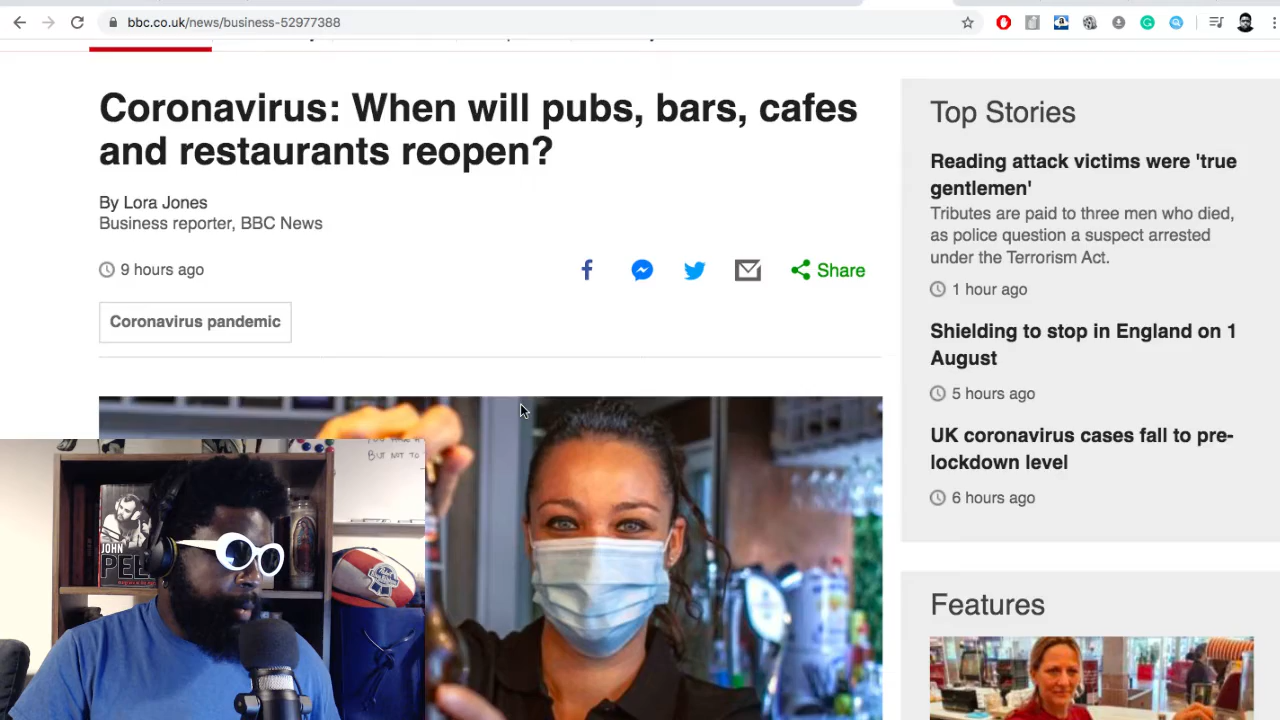 bbc.co.uk/news/business-52977388
Coronavirus: When will pubs, bars, cafes
and restaurants reopen?
By Lora Jones
Business reporter, BBC News
9 hours ago
Share
Coronavirus pandemic
Top Stories
Reading attack victims were 'true
gentlemen'
Tributes are paid to three men who died,
as police question a suspect arrested
under the Terrorism Act.
1 hour ago
Shielding to stop in England on 1
August
5 hours ago
UK coronavirus cases fall to pre-
lockdown level
6 hours ago
Features
BUT NOT TO
JOHN
PEEL